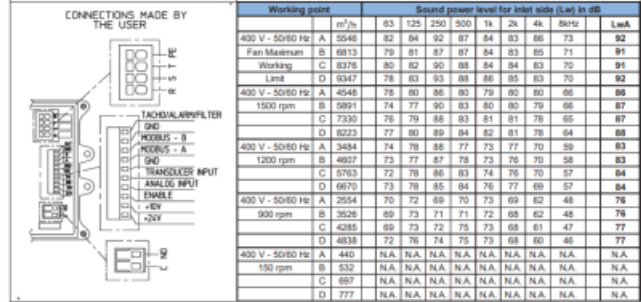 CONNECTIONS MADE BY
THE USER
PE
T
S
R
TACHO/ALARM/FILTER
GND
MODBUS - B
MODBUS - A
GND
TRANSDUCER INPUT
ANALOG INPUT
ENABLE
+10V
+24V
NO
C
Working point Sound power level for inlet side (Lw) in dB
m³/h 63 125 250 500 1k 2k 4k 8kHz LwA
400 V - 50/60 Hz A 5546 82 84 92 87 84 83 86 73 92
Fan Maximum B 6813 79 81 87 87 84 83 85 71 91
Working C 8376 80 82 90 88 84 84 83 70 91
Limit D 9347 78 83 93 88 86 85 83 70 92
400 V - 50/60 Hz A 4548 78 80 86 80 79 80 80 66 86
1500 rpm B 5891 74 77 90 83 80 80 79 66 87
C 7330 76 79 88 83 81 81 78 65 87
D 8223 77 80 89 84 82 81 78 64 88
400 V - 50/60 Hz A 3484 74 78 88 77 73 77 70 59 83
1200 rpm B 4607 73 77 87 78 73 76 70 58 83
C 5763 72 78 86 83 74 76 70 57 84
D 6670 73 78 85 84 76 77 69 57 84
400 V - 50/60 Hz A 2554 70 72 69 70 73 69 62 48 76
900 rpm B 3526 69 73 71 71 72 68 62 48 76
C 4285 69 73 72 75 73 68 61 47 77
D 4838 72 76 74 75 73 68 60 46 77
400 V - 50/60 Hz A 440 N.A. N.A. N.A. N.A. N.A. N.A. N.A. N.A. N.A.
150 rpm B 532 N.A. N.A. N.A. N.A. N.A. N.A. N.A. N.A. N.A.
C 697 N.A. N.A. N.A. N.A. N.A. N.A. N.A. N.A. N.A.
D 777 N.A. N.A. N.A. N.A. N.A. N.A. N.A. N.A. N.A.